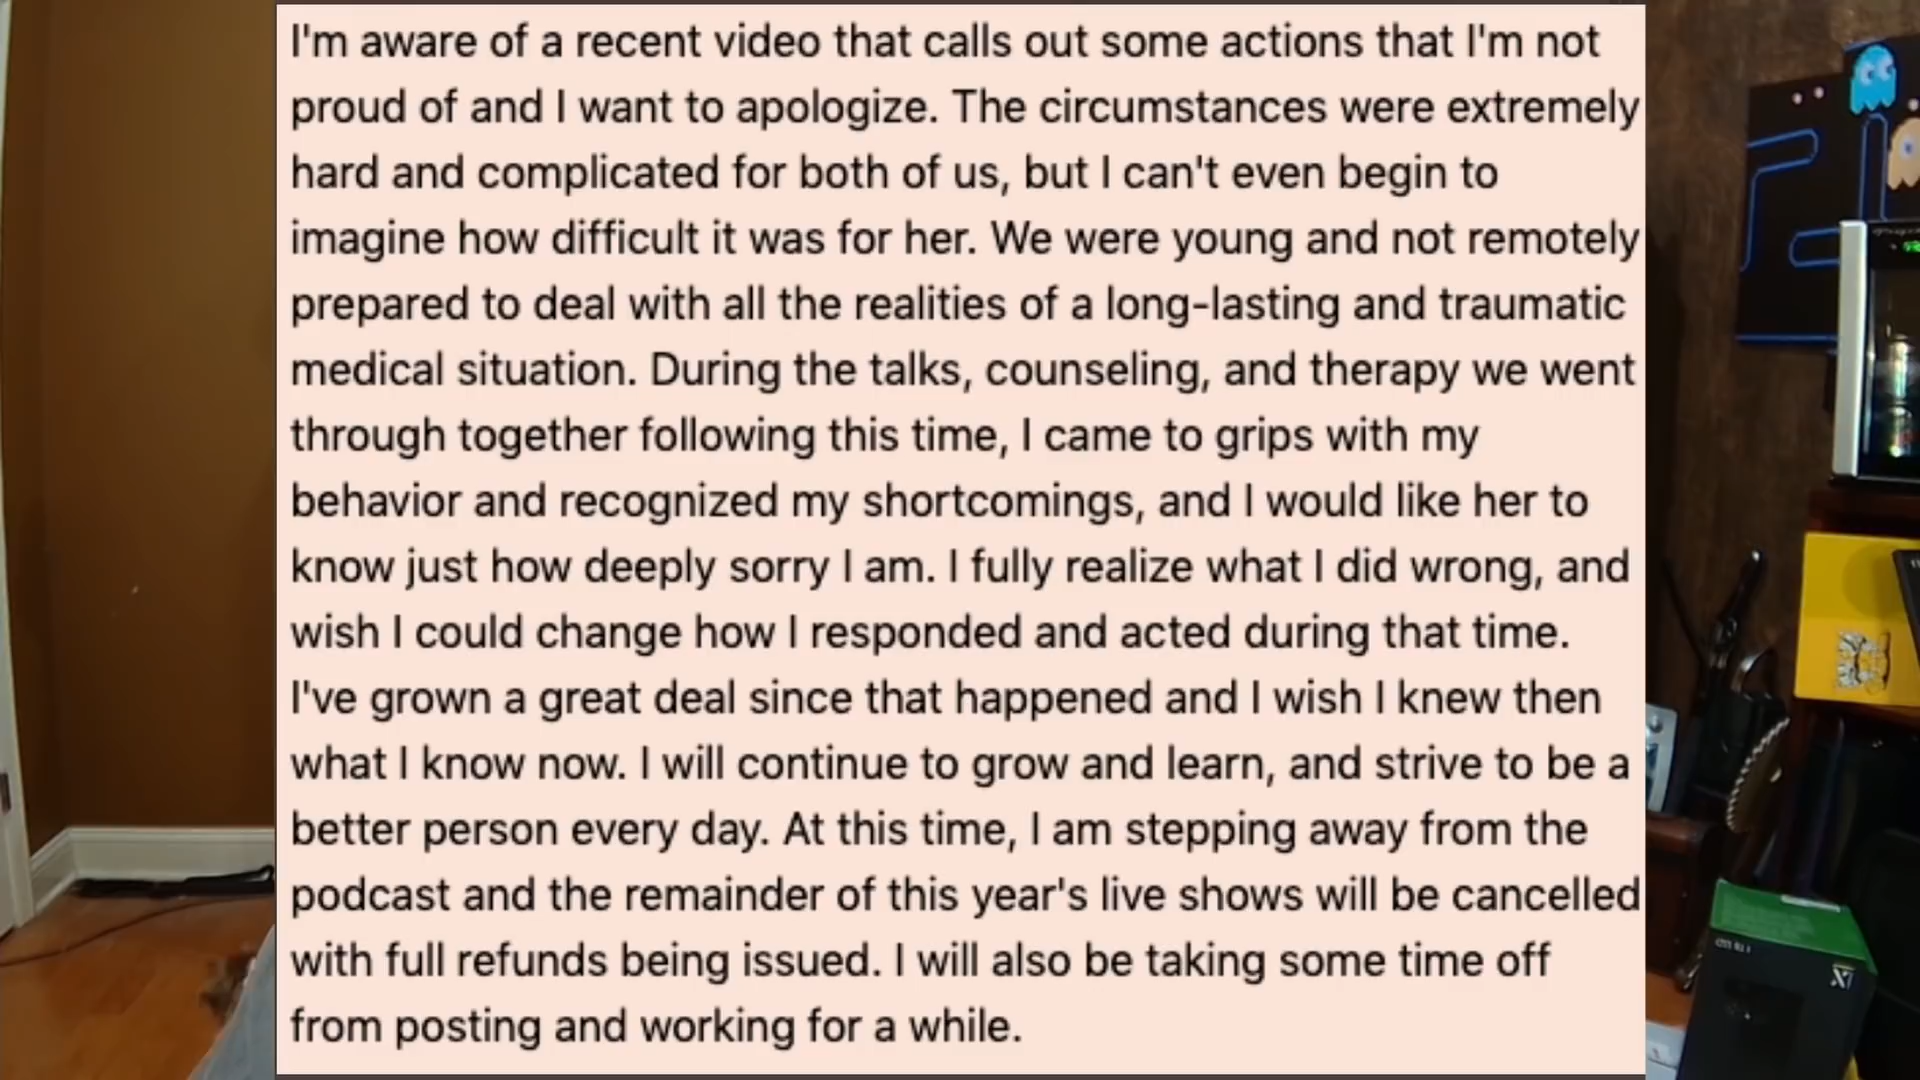 I'm aware of a recent video that calls out some actions that I'm not
proud of and I want to apologize. The circumstances were extremely
hard and complicated for both of us, but I can't even begin to
imagine how difficult it was for her. We were young and not remotely
prepared to deal with all the realities of a long-lasting and traumatic
medical situation. During the talks, counseling, and therapy we went
through together following this time, I came to grips with my
behavior and recognized my shortcomings, and I would like her to
know just how deeply sorry I am. I fully realize what I did wrong, and
wish I could change how I responded and acted during that time.
I've grown a great deal since that happened and I wish I knew then
what I know now. I will continue to grow and learn, and strive to be a
better person every day. At this time, I am stepping away from the
podcast and the remainder of this year's live shows will be cancelled
with full refunds being issued. I will also be taking some time off
from posting and working for a while.